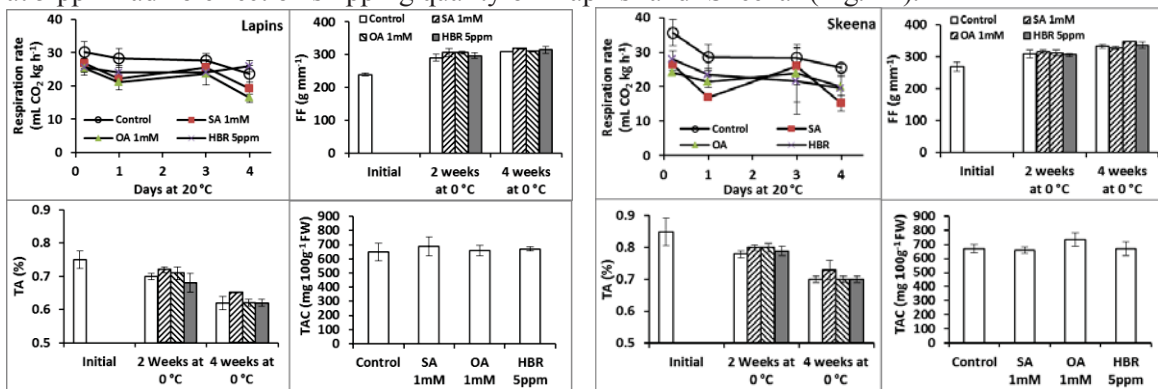 at 5 ppm had no effect on shipping quality of 'Lapins' and 'Skeena'
Lapins
Respiration rate
(mL CO₂ kg h⁻¹)
40
30
20
10
0
Control
SA 1mM
OA 1mM
HBR 5ppm
0 1 2 3 4
Days at 20 °C
FF (g mm⁻¹)
400
300
200
100
0
Control
SA 1mM
OA 1mM
HBR 5ppm
Initial
2 weeks at 0 °C
4 weeks at 0 °C
Skeena
Respiration rate
(mL CO₂ kg h⁻¹)
40
30
20
10
0
Control
SA
OA
HBR
0 1 2 3 4
Days at 20 °C
FF (g mm⁻¹)
400
300
200
100
0
Control
SA 1mM
OA 1mM
HBR 5ppm
Initial
2 weeks at 0 °C
4 weeks at 0 °C
TA (%)
0.9
0.8
0.7
0.6
0.5
Initial
2 Weeks at 0 °C
4 weeks at 0 °C
TAC (mg 100g⁻¹ FW)
900
800
700
600
500
400
300
200
100
0
Control
SA 1mM
OA 1mM
HBR 5ppm
TA (%)
0.9
0.8
0.7
0.6
0.5
Initial
2 Weeks at 0 °C
4 weeks at 0 °C
TAC (mg 100g⁻¹ FW)
900
800
700
600
500
400
300
200
100
0
Control
SA 1mM
OA 1mM
HBR 5ppm